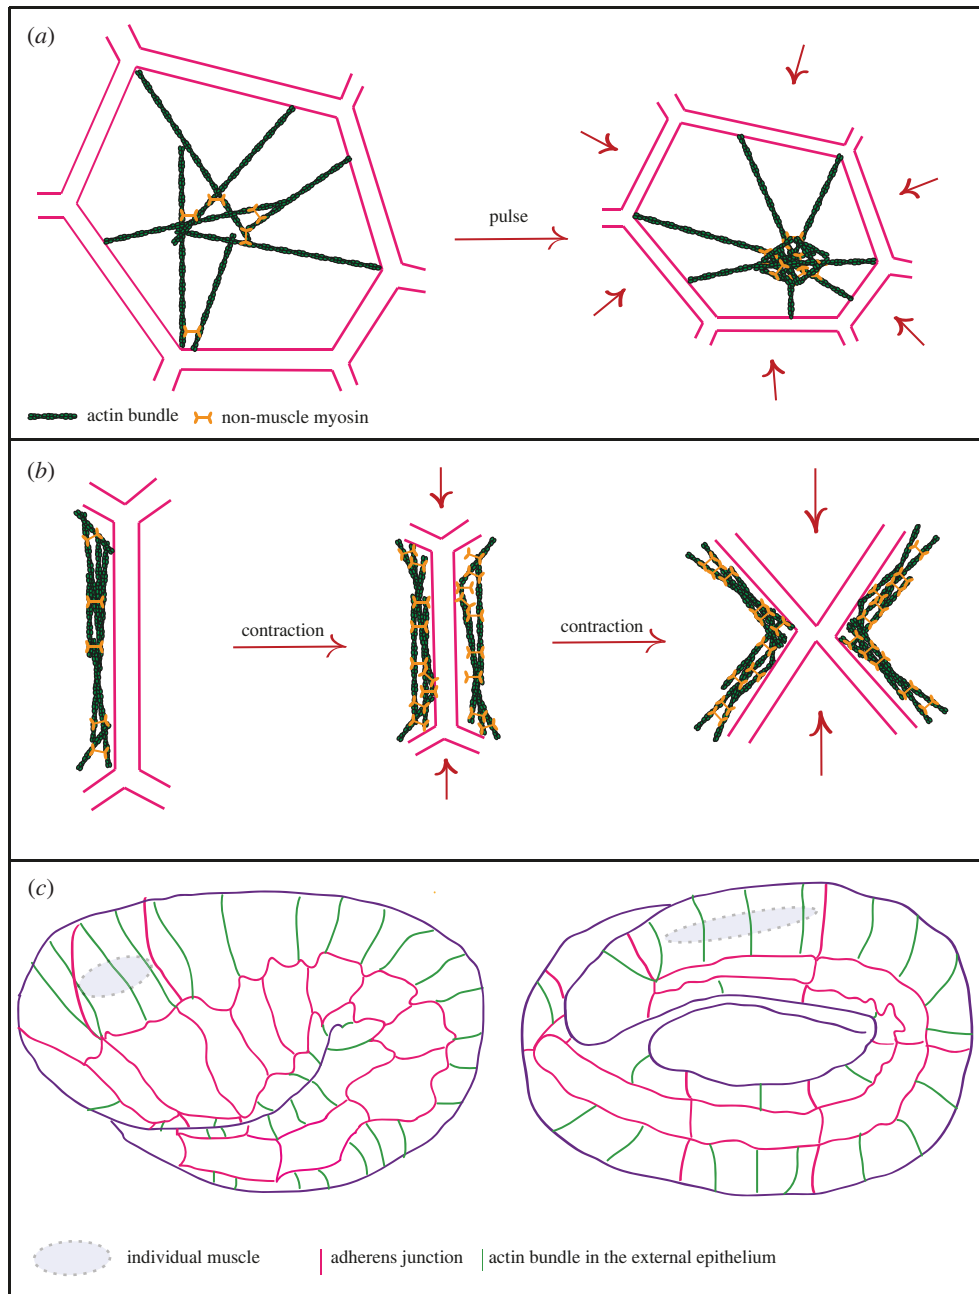 (a)
pulse
actin bundle
non-muscle myosin
(b)
contraction
contraction
(c)
individual muscle
adherens junction
actin bundle in the external epithelium